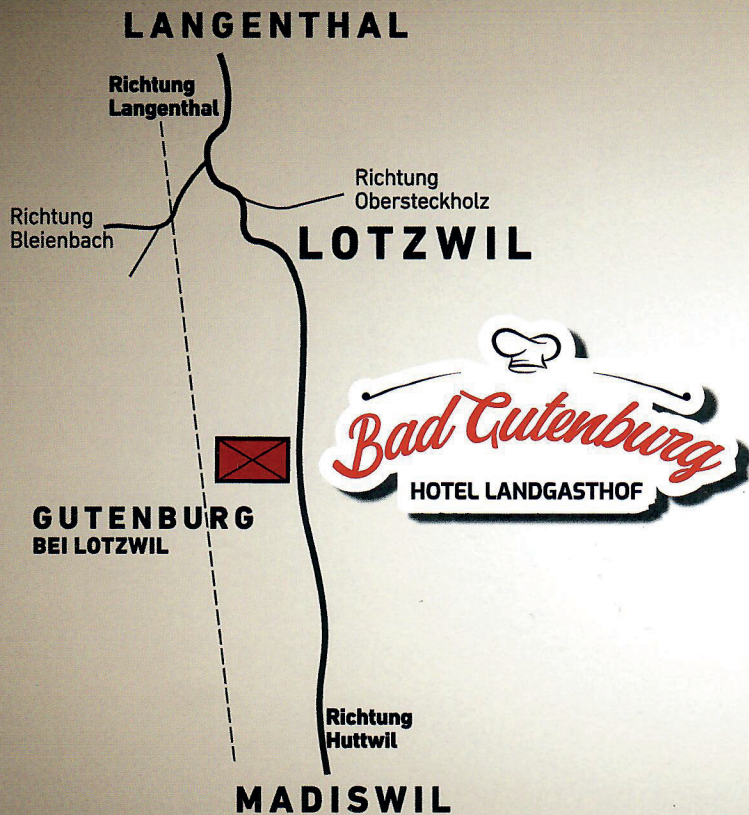 LANGENTHAL
Richtung
Langenthal
Richtung
Obersteckholz
Richtung
Bleienbach
LOTZWIL
Bad Gutenburg
HOTEL LANDGASTHOF
GUTENBURG
BEI LOTZWIL
Richtung
Huttwil
MADISWIL